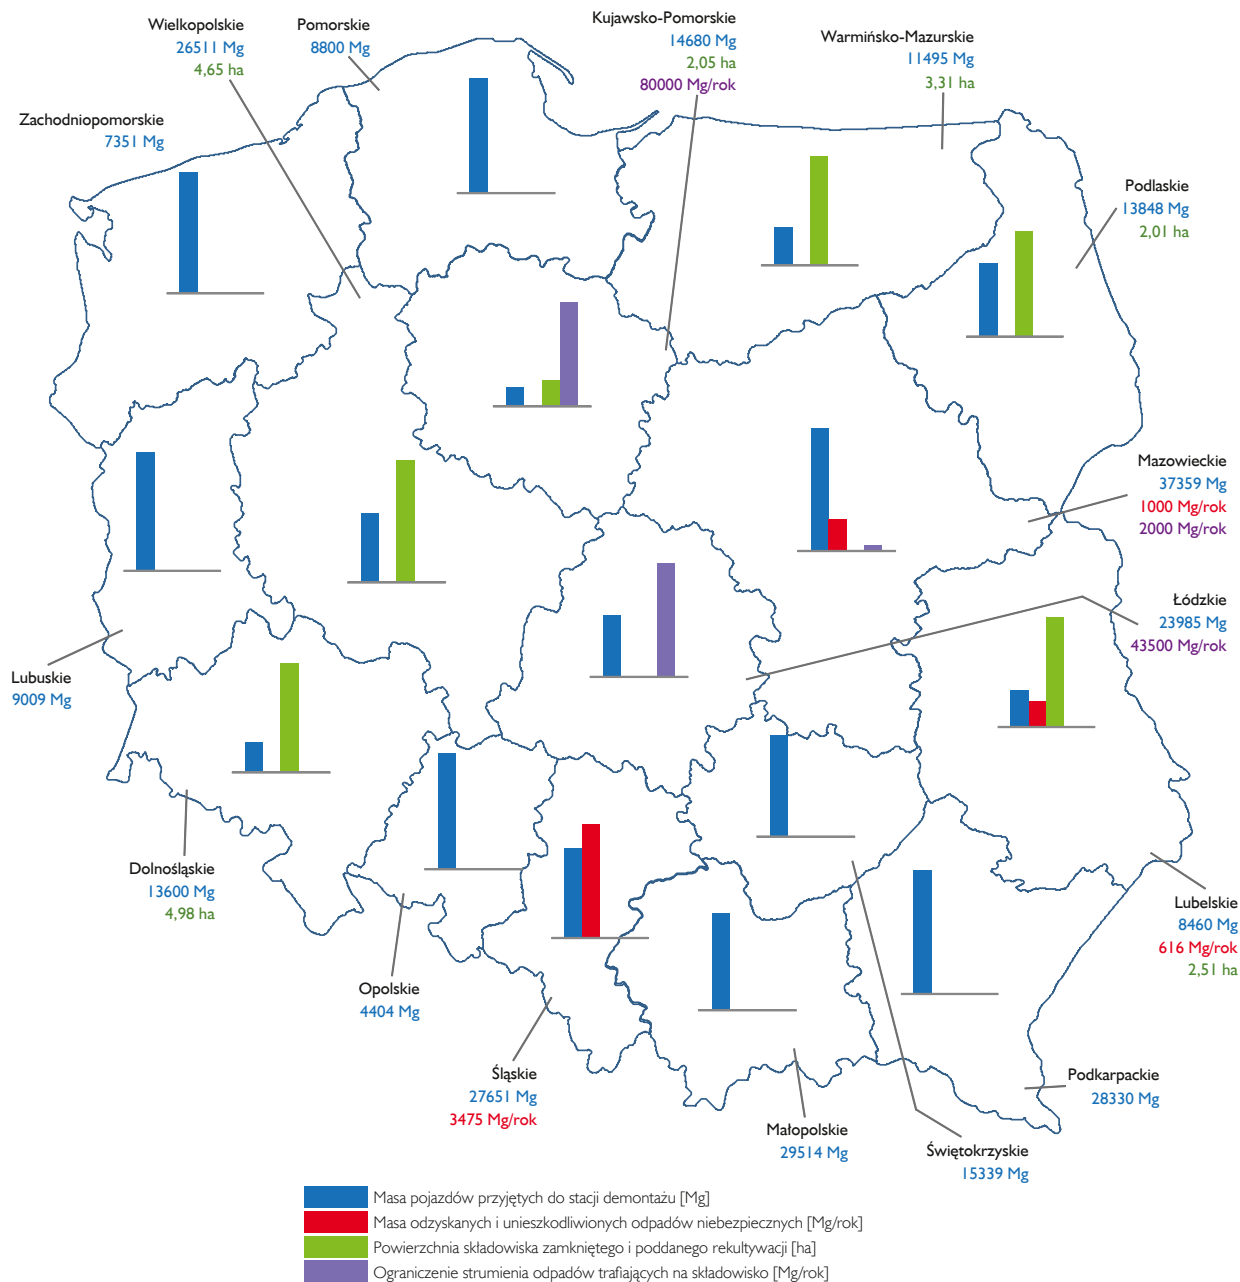 Wielkopolskie
26511 Mg
4,65 ha
Pomorskie
8800 Mg
Kujawsko-Pomorskie
14680 Mg
2,05 ha
80000 Mg/rok
Warmińsko-Mazurskie
11495 Mg
3,31 ha
Zachodniopomorskie
7351 Mg
Podlaskie
13848 Mg
2,01 ha
Mazowieckie
37359 Mg
1000 Mg/rok
2000 Mg/rok
Łódzkie
23985 Mg
43500 Mg/rok
Lubuskie
9009 Mg
Dolnośląskie
13600 Mg
4,98 ha
Lubelskie
8460 Mg
616 Mg/rok
2,51 ha
Opolskie
4404 Mg
Śląskie
27651 Mg
3475 Mg/rok
Podkarpackie
28330 Mg
Małopolskie
29514 Mg
Świętokrzyskie
15339 Mg
Masa pojazdów przyjętych do stacji demontażu [Mg]
Masa odzyskanych i unieszkodliwionych odpadów niebezpiecznych [Mg/rok]
Powierzchnia składowiska zamkniętego i poddanego rekultywacji [ha]
Ograniczenie strumienia odpadów trafiających na składowisko [Mg/rok]